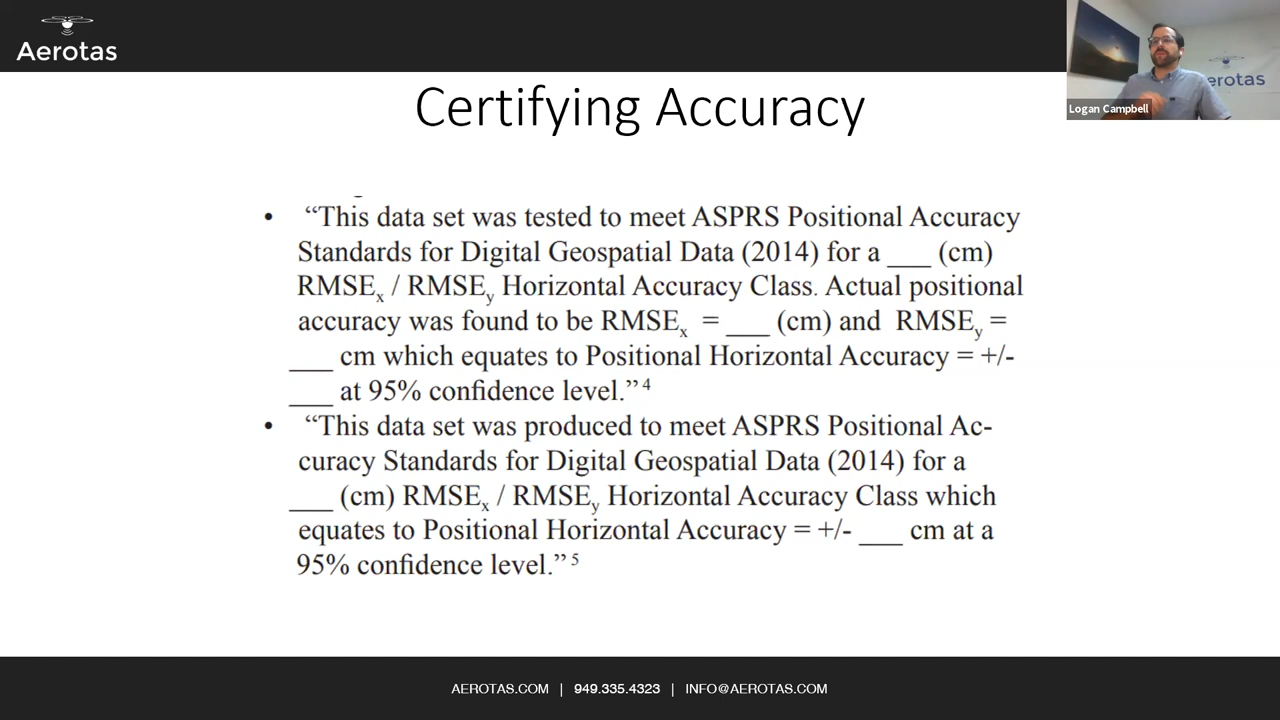 Aerotas
Logan Campbell
erotas
Certifying Accuracy
• “This data set was tested to meet ASPRS Positional Accuracy
Standards for Digital Geospatial Data (2014) for a ___ (cm)
RMSEx / RMSEy Horizontal Accuracy Class. Actual positional
accuracy was found to be RMSEx = ___ (cm) and RMSEy =
___ cm which equates to Positional Horizontal Accuracy = +/-
___ at 95% confidence level.” 4
• “This data set was produced to meet ASPRS Positional Ac-
curacy Standards for Digital Geospatial Data (2014) for a
___ (cm) RMSEx / RMSEy Horizontal Accuracy Class which
equates to Positional Horizontal Accuracy = +/- ___ cm at a
95% confidence level.” 5
AEROTAS.COM | 949.335.4323 | INFO@AEROTAS.COM